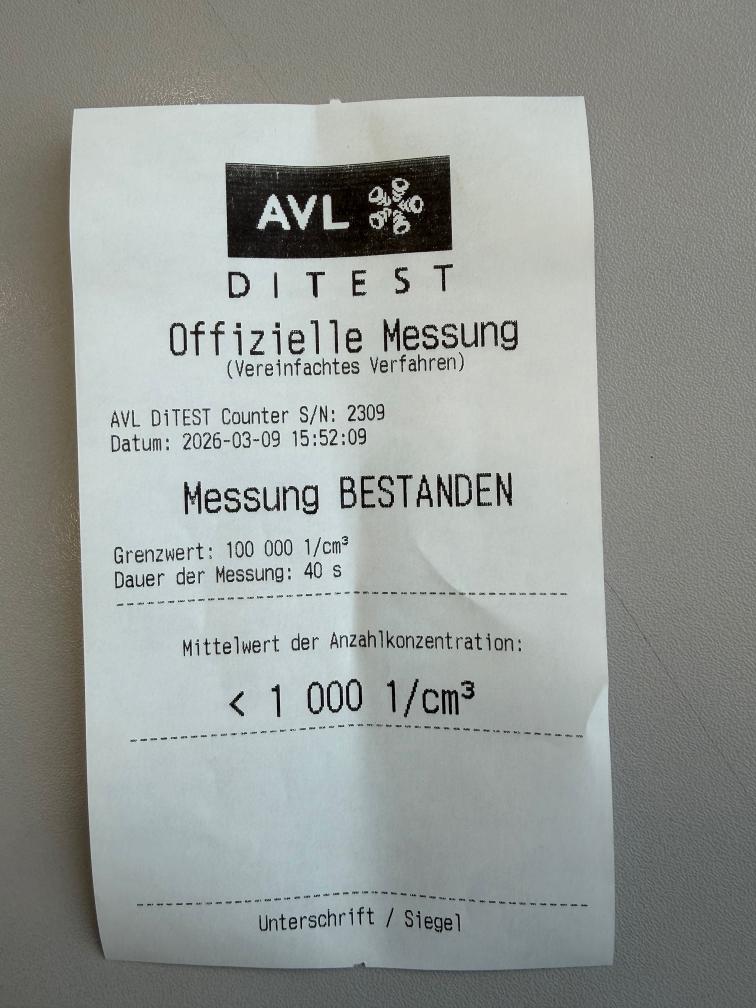 AVL
DITEST
Offizielle Messung
(Vereinfachtes Verfahren)
AVL DiTEST Counter S/N: 2309
Datum: 2026-03-09 15:52:09
Messung BESTANDEN
Grenzwert: 100 000 1/cm³
Dauer der Messung: 40 s
Mittelwert der Anzahlkonzentration:
< 1 000 1/cm³
Unterschrift / Siegel